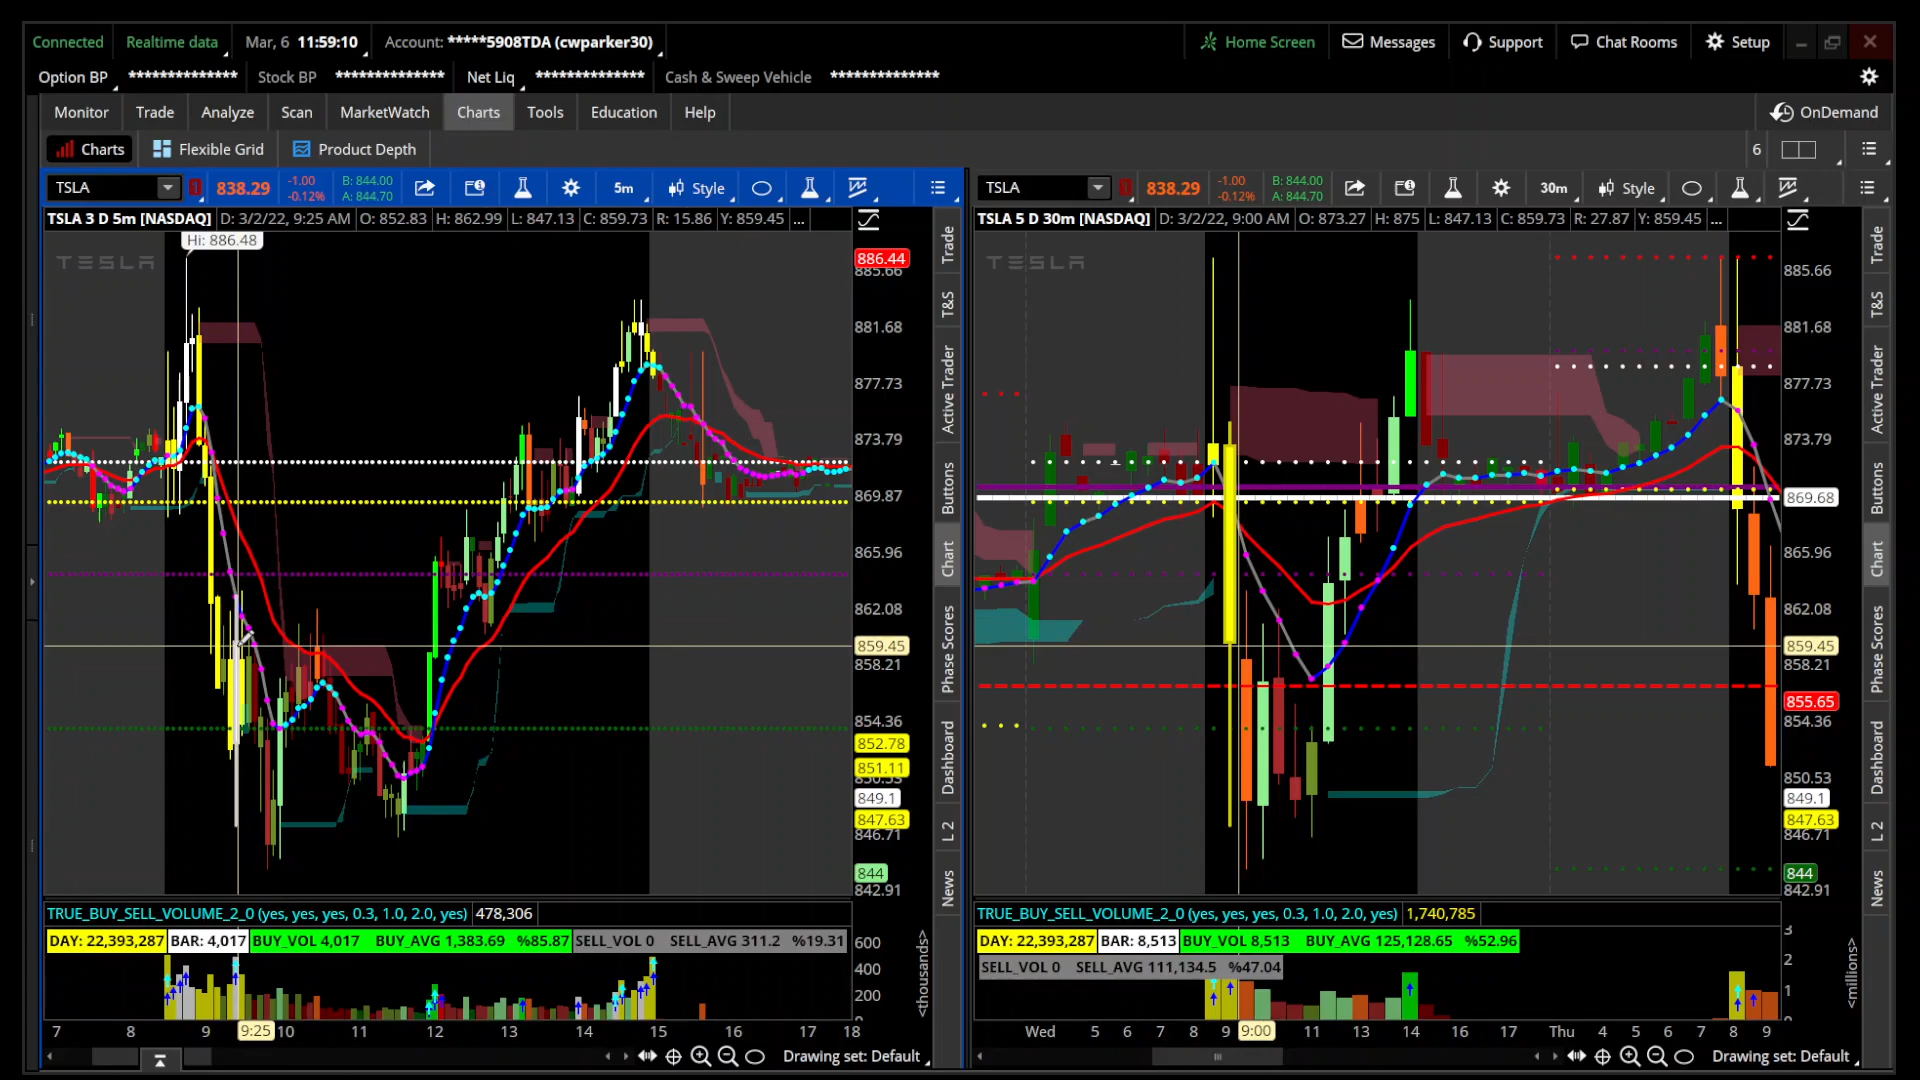 Connected Realtime data Mar, 6 11:59:10 Account: *****5908TDA (cwparker30) Home Screen Messages Support Chat Rooms Setup
Option BP ************** Stock BP ************** Net Liq ************** Cash & Sweep Vehicle **************
Monitor Trade Analyze Scan MarketWatch Charts Tools Education Help OnDemand
Charts Flexible Grid Product Depth 6
TSLA 838.29 -1.00 -0.12% B: 844.00 A: 844.70 5m Style
TSLA 3 D 5m [NASDAQ] D: 3/2/22, 9:25 AM O: 852.83 H: 862.99 L: 847.13 C: 859.73 R: 15.86 Y: 859.45 ...
Hi: 886.48
TESLA
886.44
885.66
881.68
877.73
873.79
869.87
865.96
862.08
859.45
858.21
854.36
852.78
851.11
850.53
849.1
847.63
846.71
844
842.91
TRUE_BUY_SELL_VOLUME_2_0 (yes, yes, yes, 0.3, 1.0, 2.0, yes) 478,306
DAY: 22,393,287 BAR: 4,017 BUY_VOL 4,017 BUY_AVG 1,383.69 %85.87 SELL_VOL 0 SELL_AVG 311.2 %19.31
600
400
200
0
<thousands>
7 8 9 9:25 10 11 12 13 14 15 16 17 18
Drawing set: Default
Trade
T&S
Active Trader
Buttons
Chart
Phase Scores
Dashboard
L 2
News
TSLA 838.29 -1.00 -0.12% B: 844.00 A: 844.70 30m Style
TSLA 5 D 30m [NASDAQ] D: 3/2/22, 9:00 AM O: 873.27 H: 875 L: 847.13 C: 859.73 R: 27.87 Y: 859.45 ...
TESLA
885.66
881.68
877.73
873.79
869.68
865.96
862.08
859.45
858.21
855.65
854.36
850.53
849.1
847.63
846.71
844
842.91
TRUE_BUY_SELL_VOLUME_2_0 (yes, yes, yes, 0.3, 1.0, 2.0, yes) 1,740,785
DAY: 22,393,287 BAR: 8,513 BUY_VOL 8,513 BUY_AVG 125,128.65 %52.96
SELL_VOL 0 SELL_AVG 111,134.5 %47.04
3
2
1
0
<millions>
Wed 5 6 7 8 9 9:00 11 13 14 16 17 Thu 4 5 6 7 8 9
Drawing set: Default
Trade
T&S
Active Trader
Buttons
Chart
Phase Scores
Dashboard
L 2
News